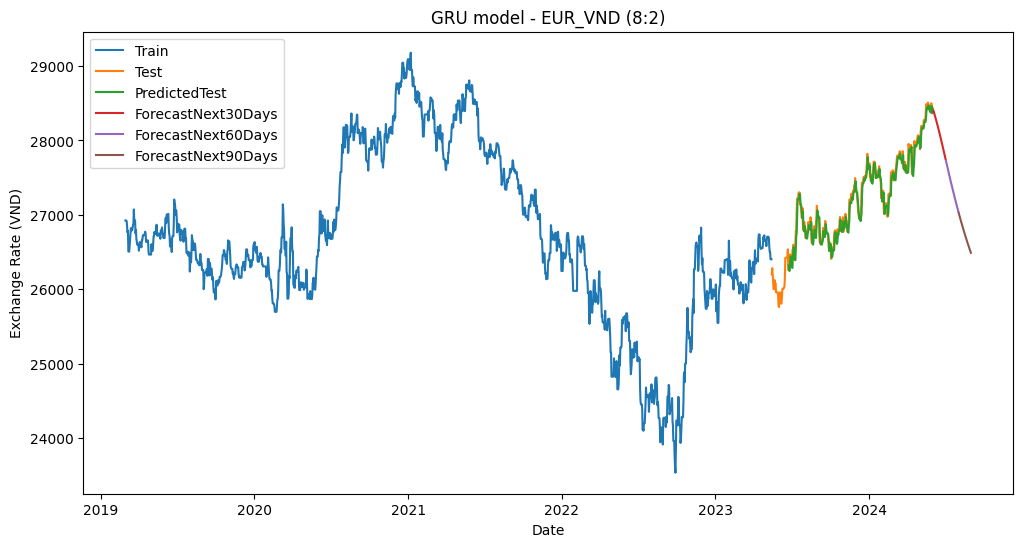 GRU model - EUR_VND (8:2)
Train
Test
PredictedTest
ForecastNext30Days
ForecastNext60Days
ForecastNext90Days
Exchange Rate (VND)
29000
28000
27000
26000
25000
24000
2019 2020 2021 2022 2023 2024
Date